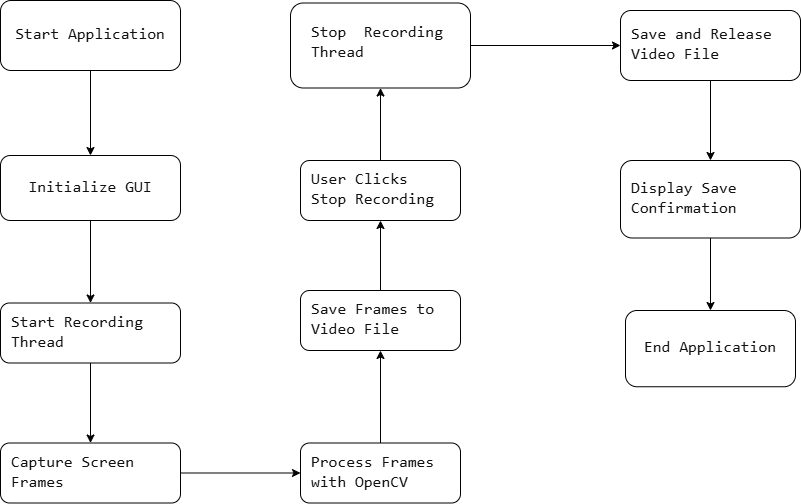 Start Application
Initialize GUI
Start Recording
Thread
Capture Screen
Frames
Process Frames
with OpenCV
Save Frames to
Video File
User Clicks
Stop Recording
Stop  Recording
Thread
Save and Release
Video File
Display Save
Confirmation
End Application